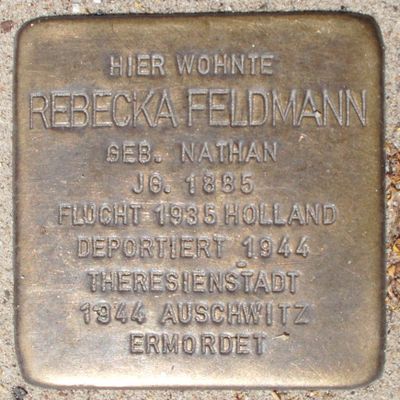 HIER WOHNTE
REBECKA FELDMANN
GEB. NATHAN
JG. 1885
FLUCHT 1935 HOLLAND
DEPORTIERT 1944
THERESIENSTADT
1944 AUSCHWITZ
ERMORDET